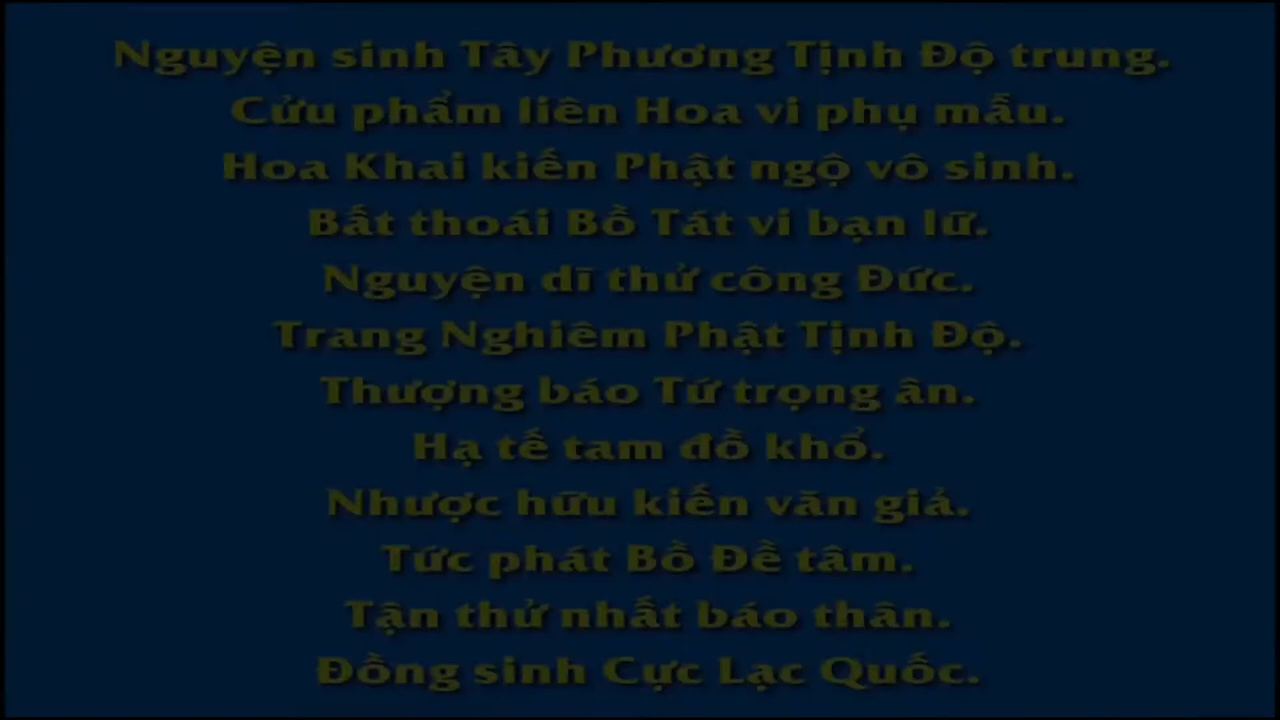 Nguyện sinh Tây Phương Tịnh Độ trung.
Cửu phẩm liên Hoa vi phụ mẫu.
Hoa Khai kiến Phật ngộ vô sinh.
Bất thoái Bồ Tát vi bạn lữ.
Nguyện dĩ thử công Đức.
Trang Nghiêm Phật Tịnh Độ.
Thượng báo Tứ trọng ân.
Hạ tế tam đồ khổ.
Nhược hữu kiến văn giả.
Tức phát Bồ Đề tâm.
Tận thử nhất báo thân.
Đồng sinh Cực Lạc Quốc.